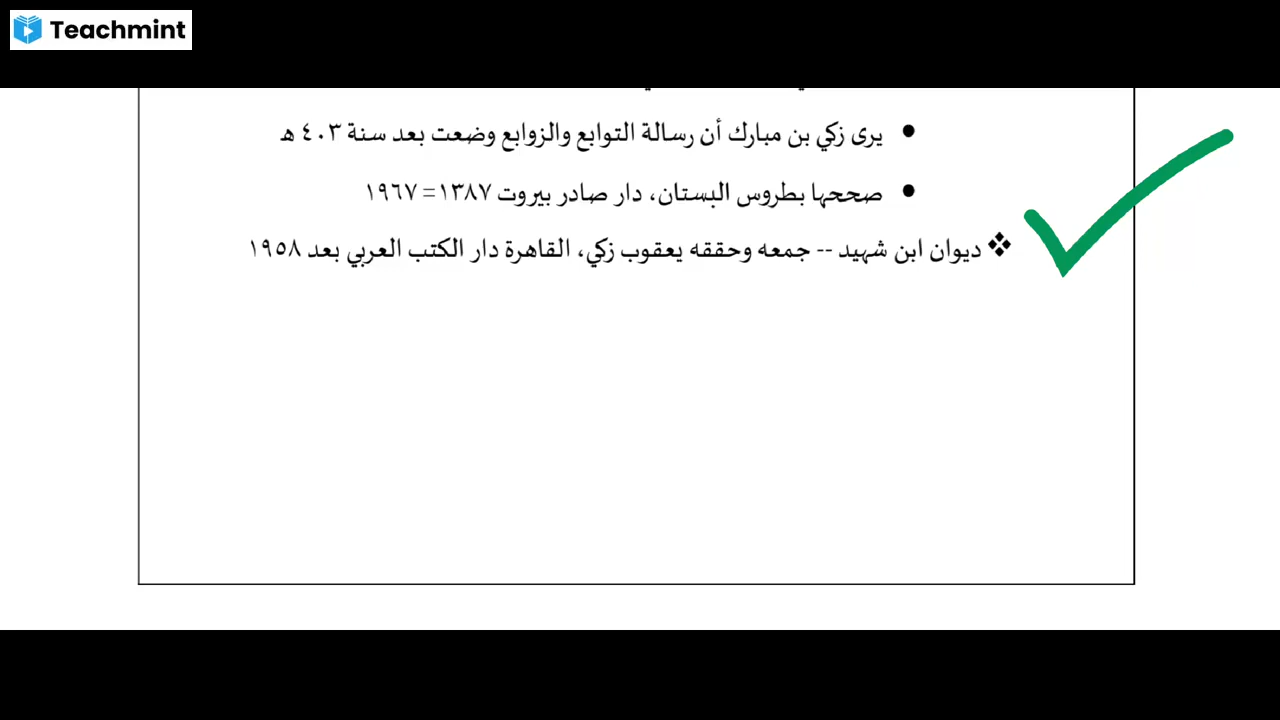 Teachmint
• يرى زكي بن مبارك أن رسالة التوابع والزوابع وضعت بعد سنة ٤٠٣ هـ
• صححها بطروس البستان، دار صادر بيروت ١٣٨٧= ١٩٦٧
❖ ديوان ابن شهيد -- جمعه وحققه يعقوب زكي، القاهرة دار الكتب العربي بعد ١٩٥٨